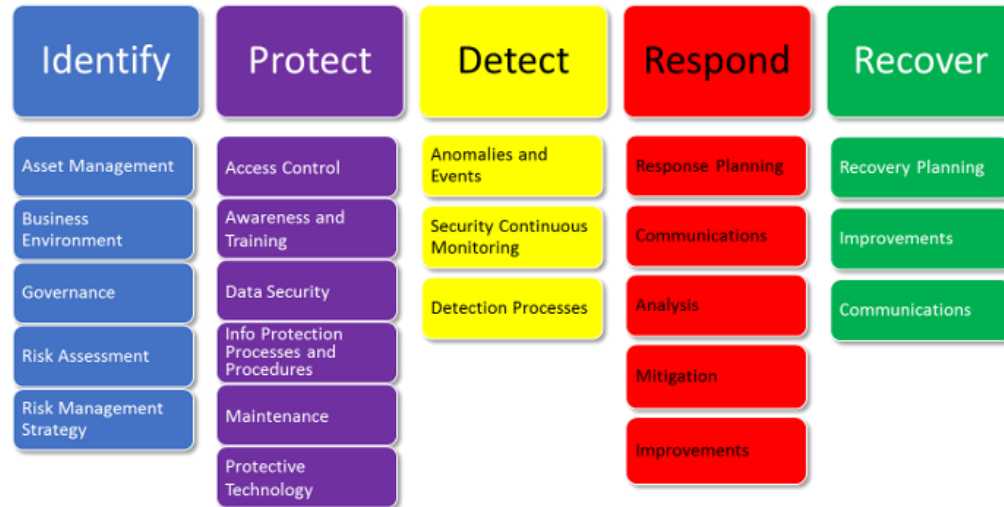 Identify
Protect
Detect
Respond
Recover
Asset Management
Business
Environment
Governance
Risk Assessment
Risk Management
Strategy
Access Control
Awareness and
Training
Data Security
Info Protection
Processes and
Procedures
Maintenance
Protective
Technology
Anomalies and
Events
Security Continuous
Monitoring
Detection Processes
Response Planning
Communications
Analysis
Mitigation
Improvements
Recovery Planning
Improvements
Communications